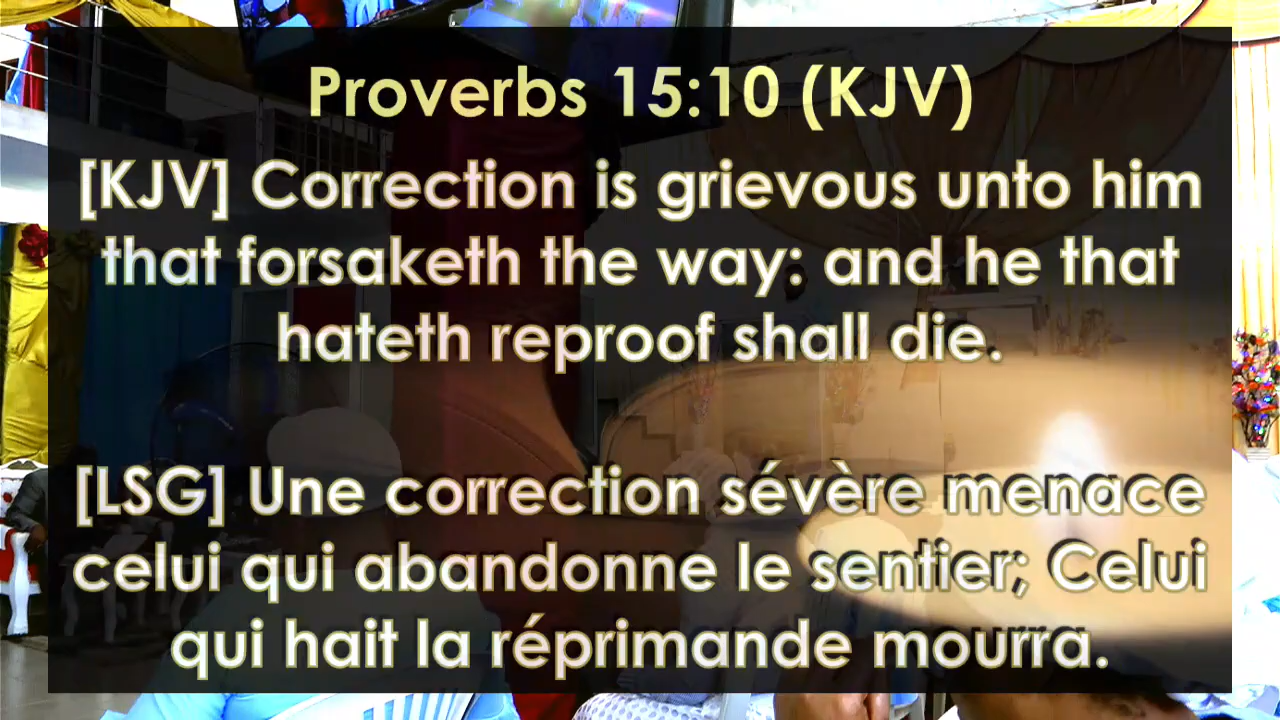 Proverbs 15:10 (KJV)
[KJV] Correction is grievous unto him
that forsaketh the way: and he that
hateth reproof shall die.
[LSG] Une correction sévère menace
celui qui abandonne le sentier; Celui
qui hait la réprimande mourra.